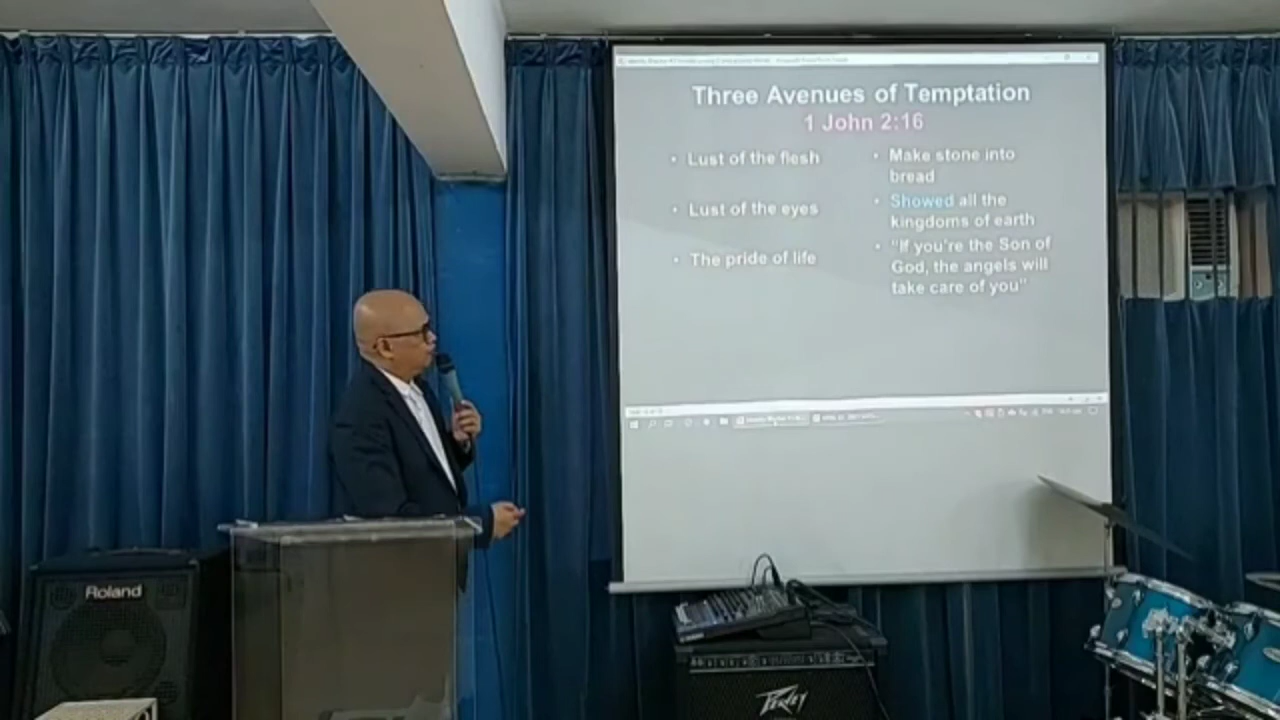 Three Avenues of Temptation
1 John 2:16
• Lust of the flesh
• Lust of the eyes
• The pride of life
• Make stone into
bread
• Showed all the
kingdoms of earth
• "If you're the Son of
God, the angels will
take care of you"
Roland
PEAVEY